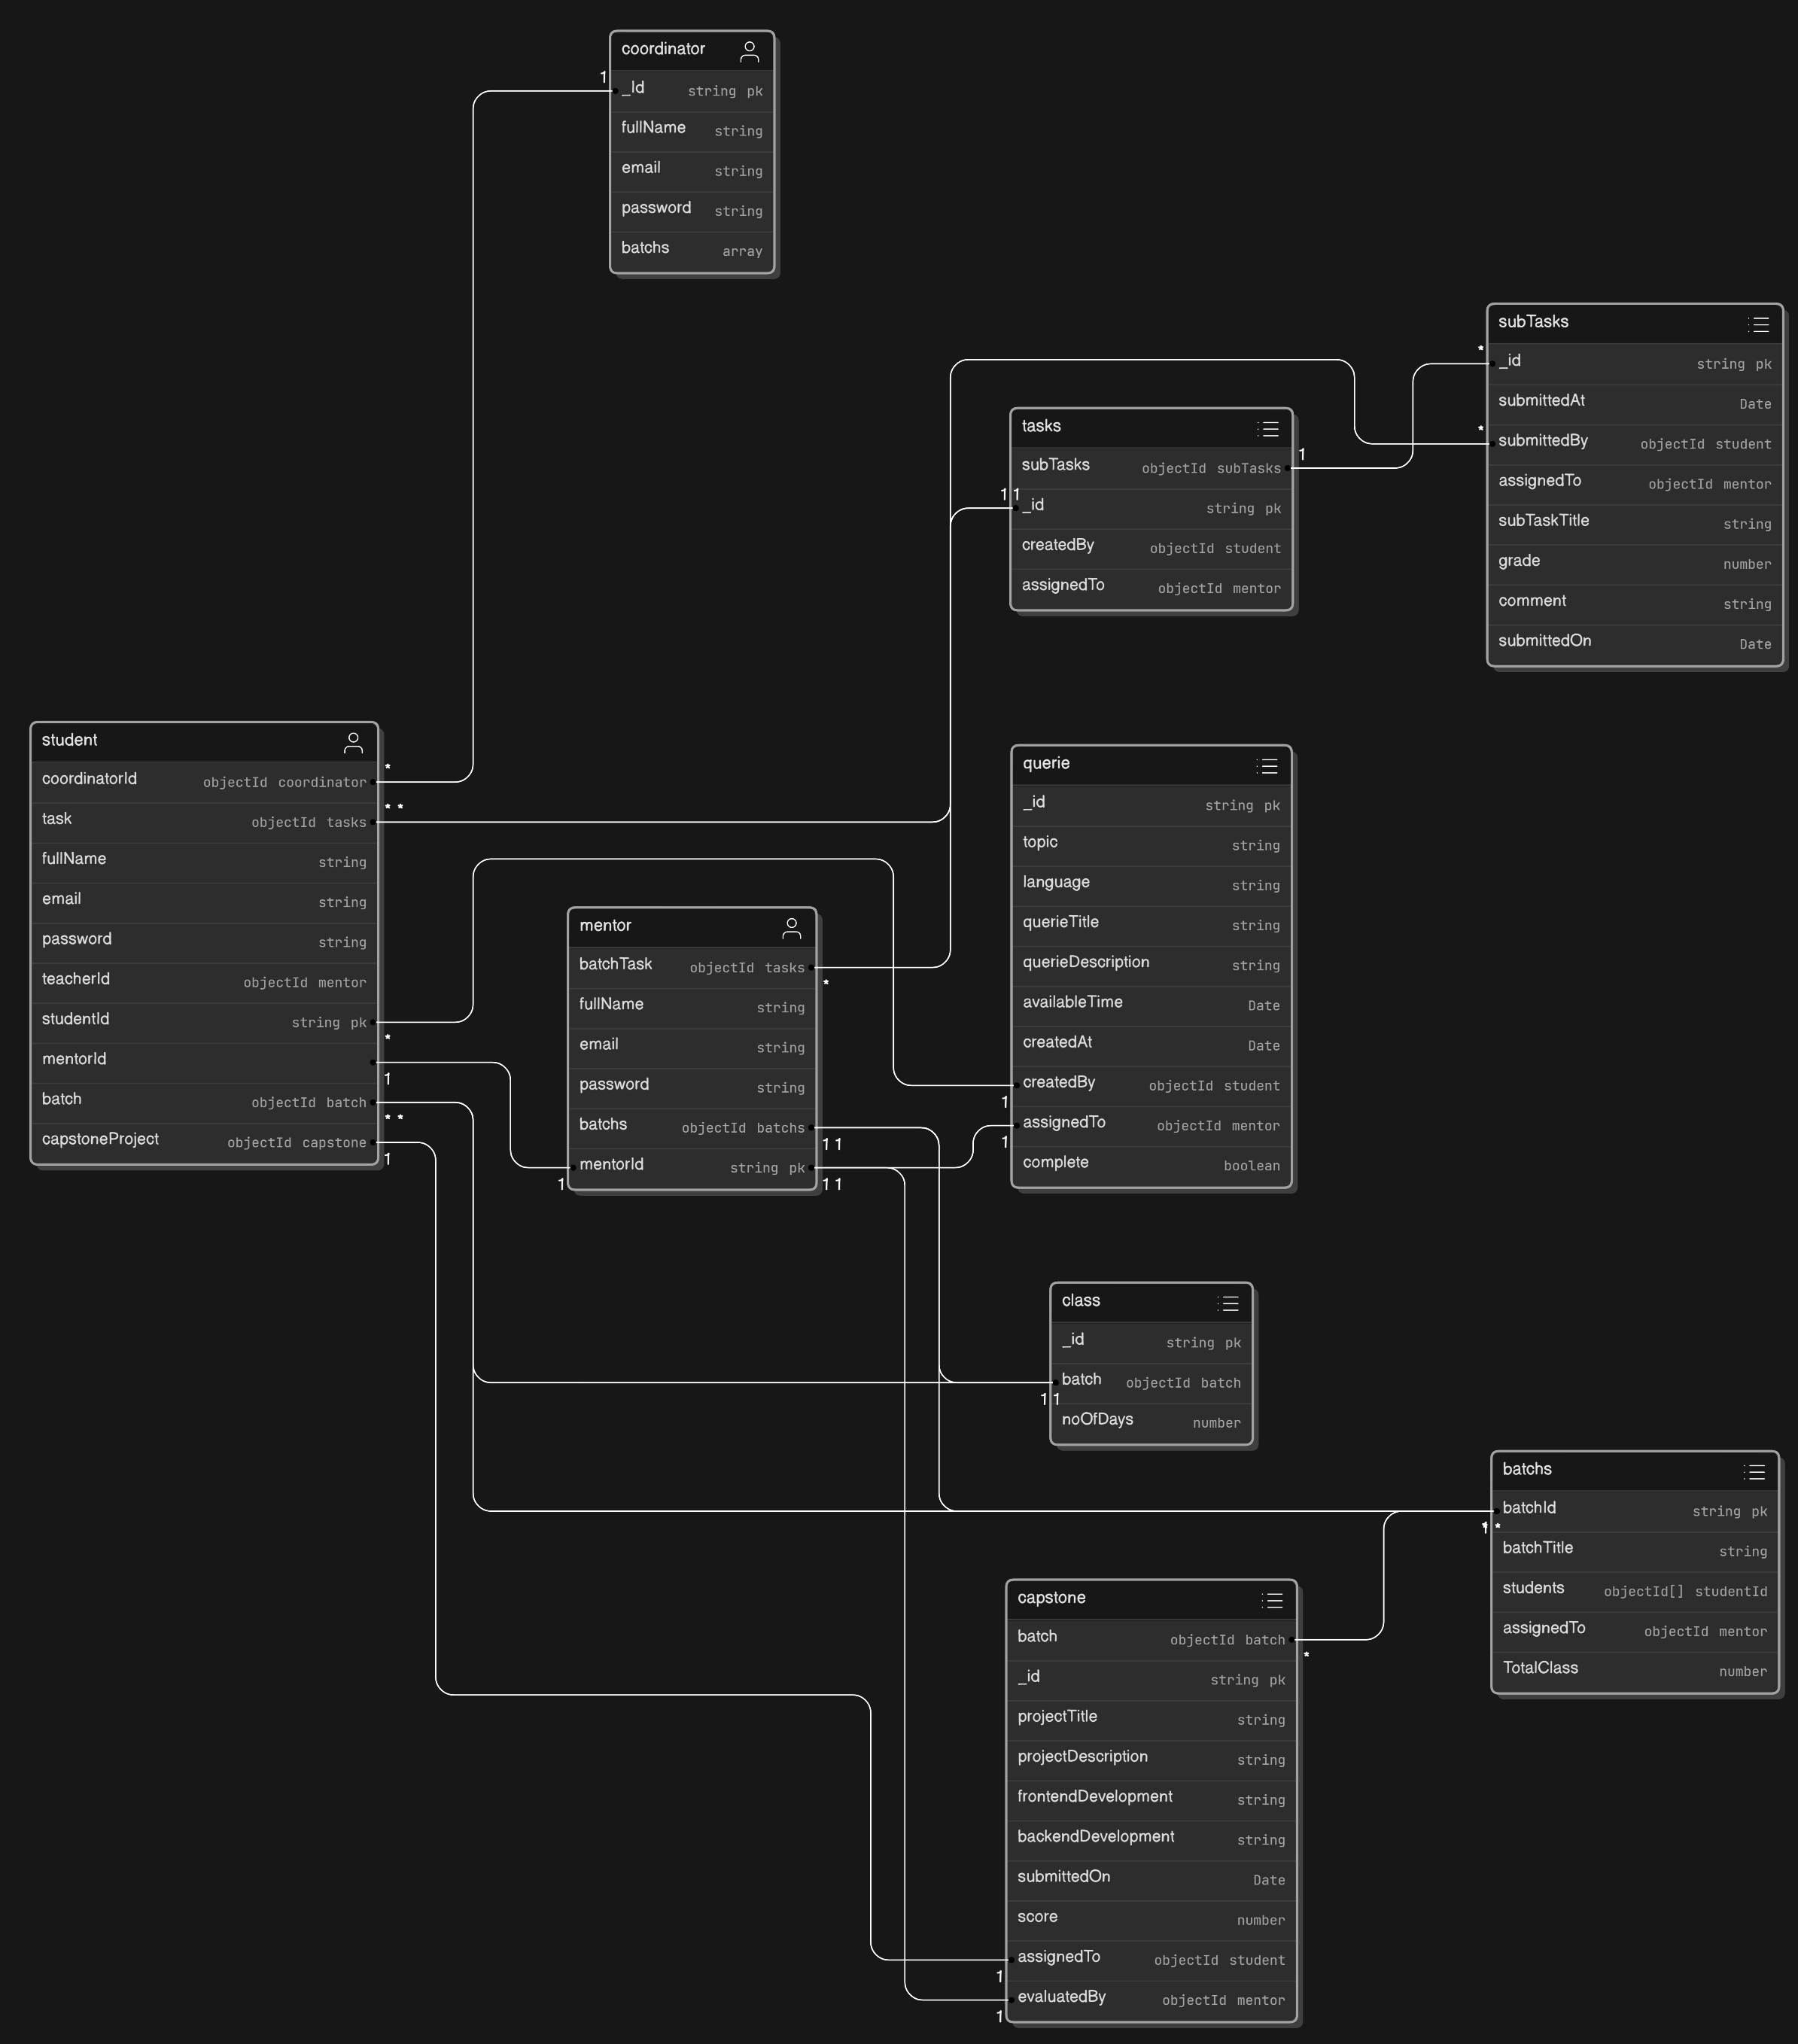 coordinator
1
_Id string pk
fullName string
email string
password string
batchs array
subTasks
*
_id string pk
submittedAt Date
*
submittedBy objectId student
assignedTo objectId mentor
subTaskTitle string
grade number
comment string
submittedOn Date
tasks
1
subTasks objectId subTasks
1 1
_id string pk
createdBy objectId student
assignedTo objectId mentor
student
*
coordinatorId objectId coordinator
* *
task objectId tasks
fullName string
email string
password string
teacherId objectId mentor
studentId string pk
*
mentorId
1
batch objectId batch
* *
capstoneProject objectId capstone
1
mentor
batchTask objectId tasks
*
fullName string
email string
password string
batchs objectId batchs
1 1
mentorId string pk
1
1 1
querie
_id string pk
topic string
language string
querieTitle string
querieDescription string
availableTime Date
createdAt Date
createdBy objectId student
1
assignedTo objectId mentor
1
complete boolean
class
_id string pk
batch objectId batch
1 1
noOfDays number
batchs
batchId string pk
1 *
batchTitle string
students objectId[] studentId
assignedTo objectId mentor
TotalClass number
capstone
batch objectId batch
*
_id string pk
projectTitle string
projectDescription string
frontendDevelopment string
backendDevelopment string
submittedOn Date
score number
assignedTo objectId student
1
evaluatedBy objectId mentor
1